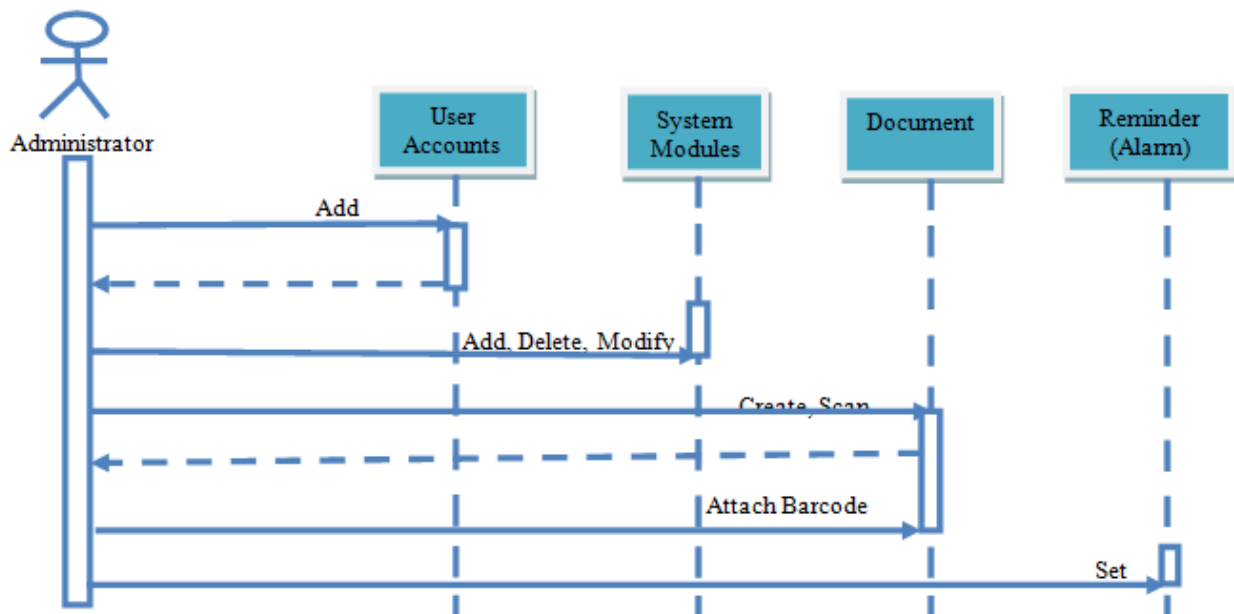 Administrator
User
Accounts
System
Modules
Document
Reminder
(Alarm)
Add
Add, Delete, Modify
Create, Scan
Attach Barcode
Set